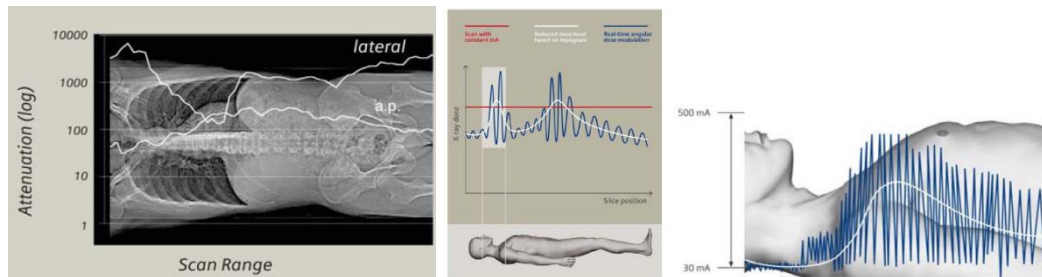 10000
1000
100
10
1
Attenuation (log)
lateral
a.p.
Scan Range
Scan with
constant mA
Reduced dose level
based on topogram
Real-time angular
dose modulation
X-ray dose
Slice position
500 mA
30 mA